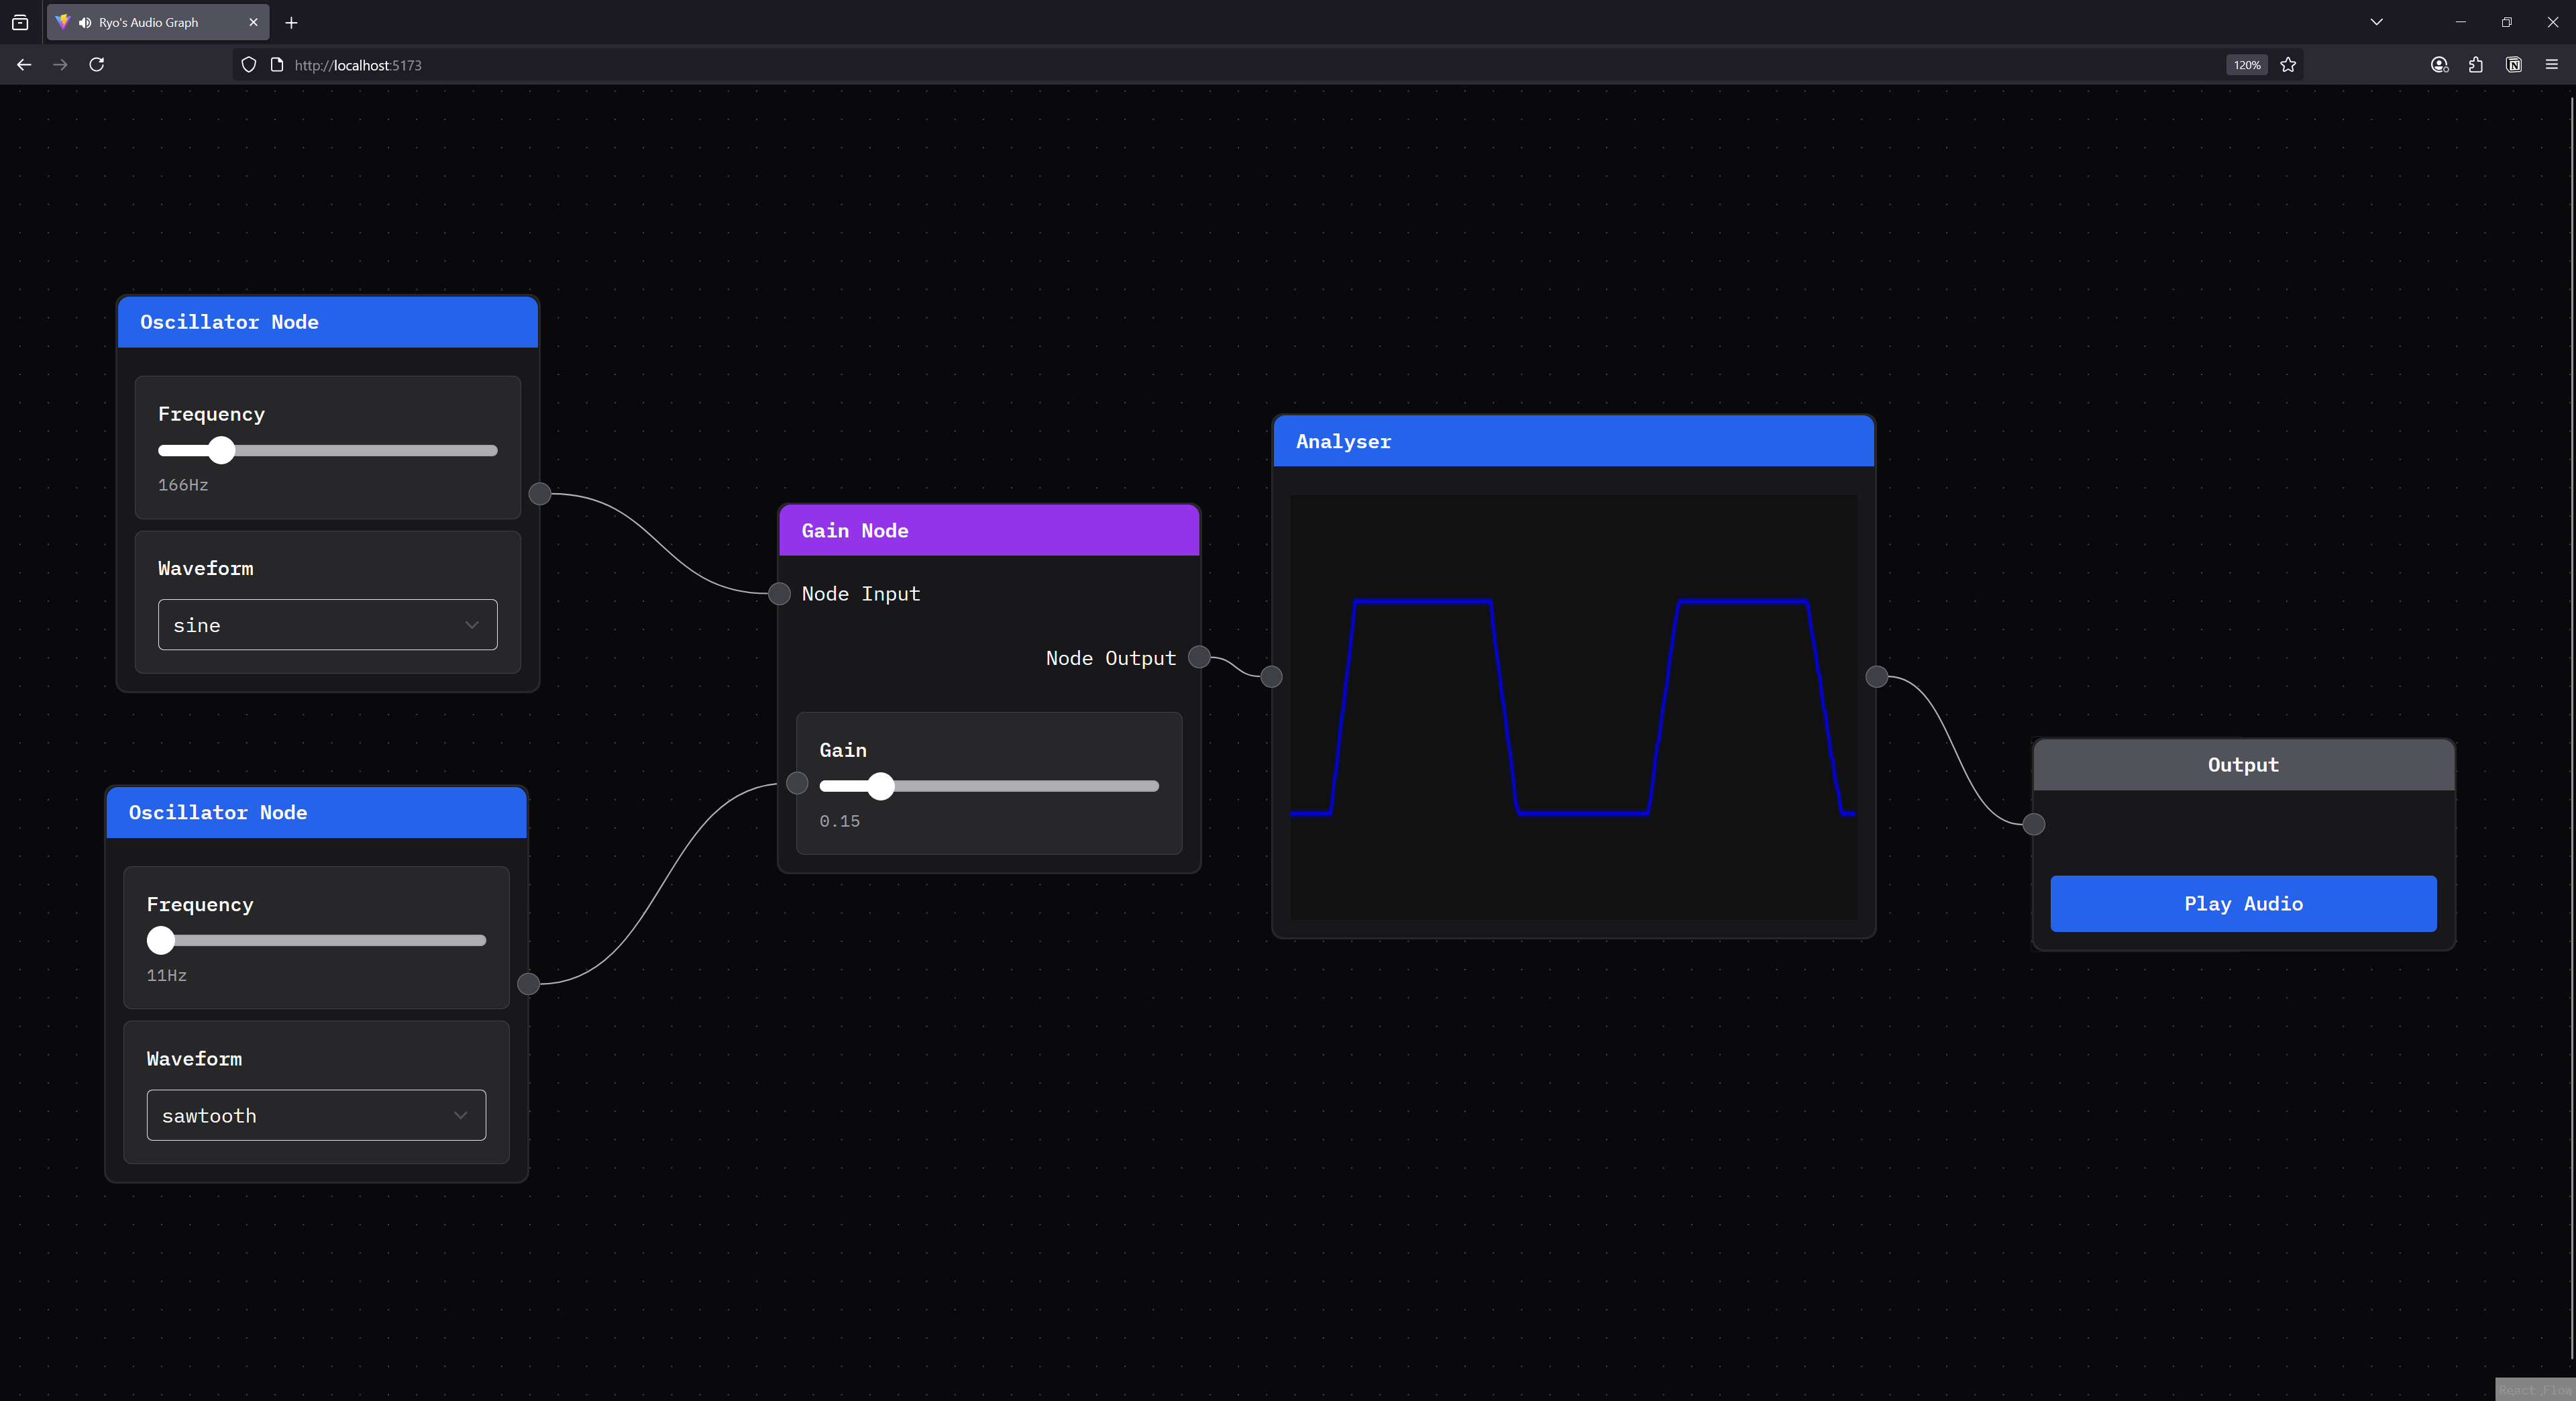 Ryo's Audio Graph
http://localhost:5173
120%
Oscillator Node
Frequency
166Hz
Waveform
sine
Oscillator Node
Frequency
11Hz
Waveform
sawtooth
Gain Node
Node Input
Node Output
Gain
0.15
Analyser
Output
Play Audio
React Flow